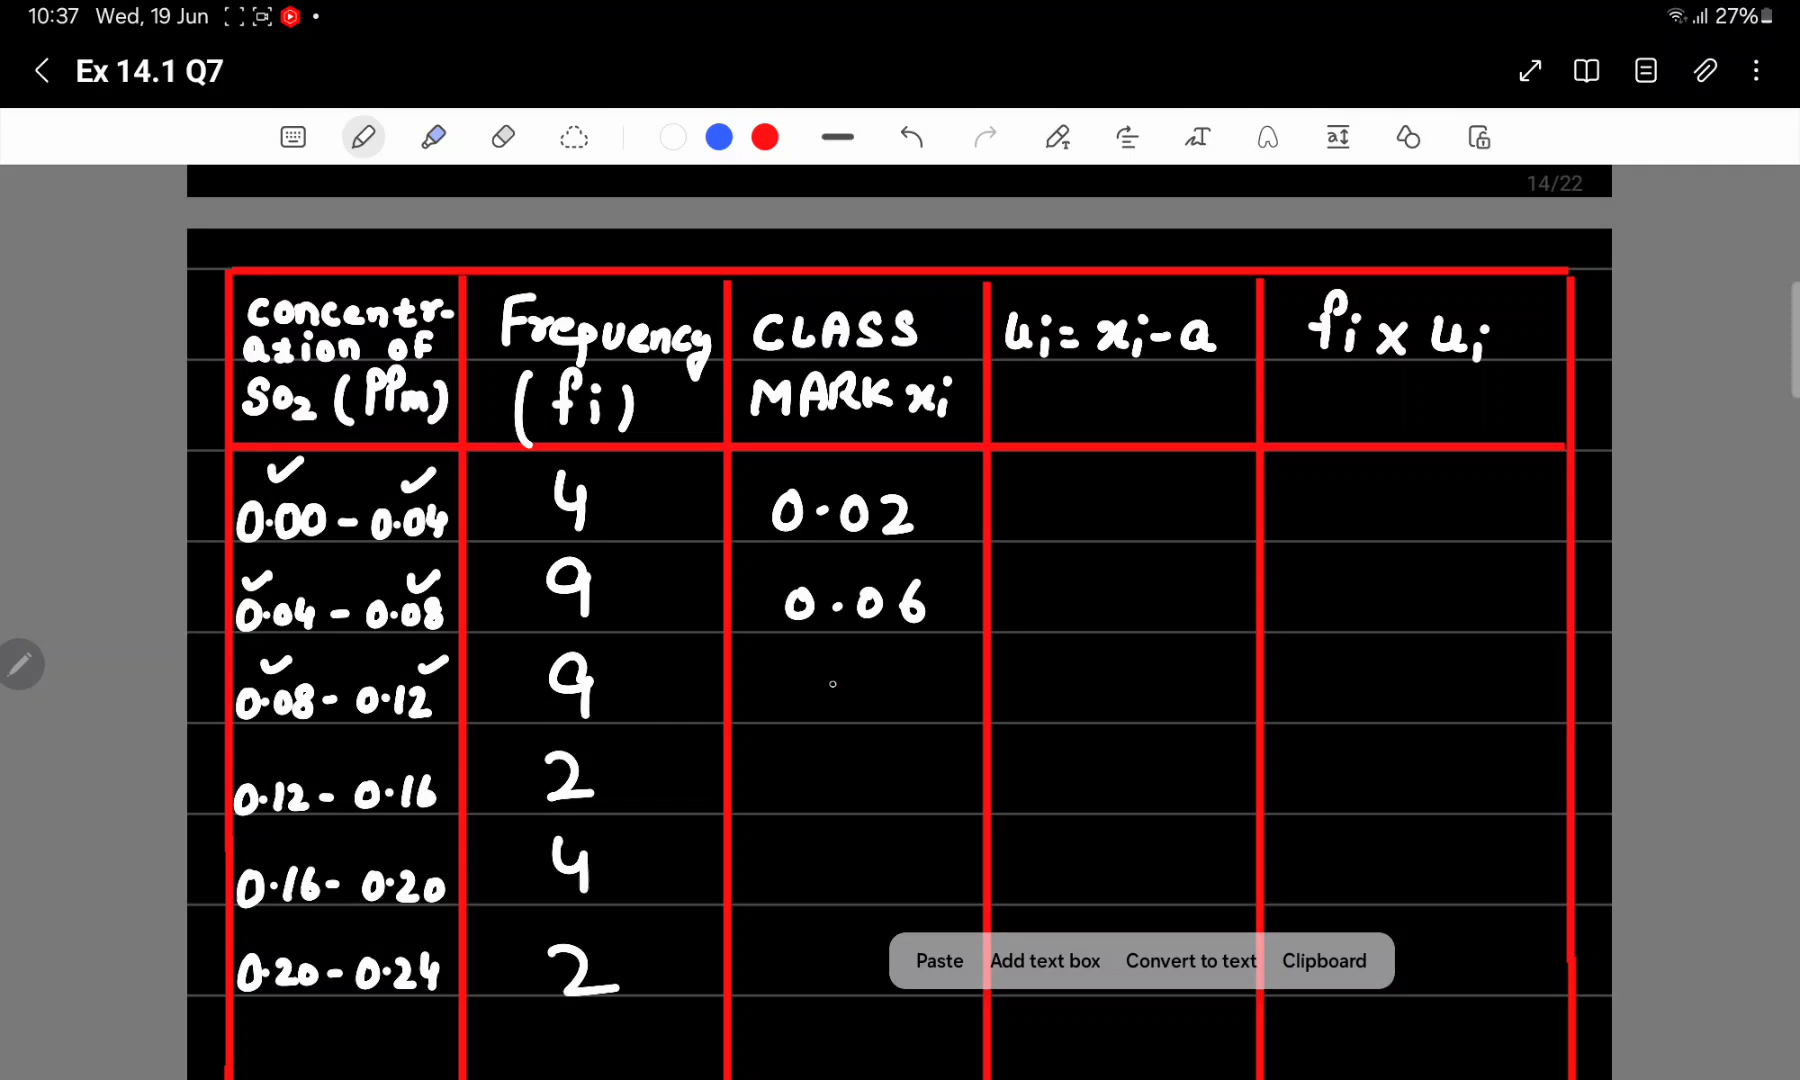 10:37 Wed, 19 Jun
27%
Ex 14.1 Q7
14/22
Concentr- Frequency CLASS ui = xi - a fi x ui
ation of
SO2 (PPm) (fi) MARK xi
0.00 - 0.04 4 0.02
0.04 - 0.08 9 0.06
0.08 - 0.12 9
0.12 - 0.16 2
0.16 - 0.20 4
Paste Add text box Convert to text Clipboard
0.20 - 0.24 2